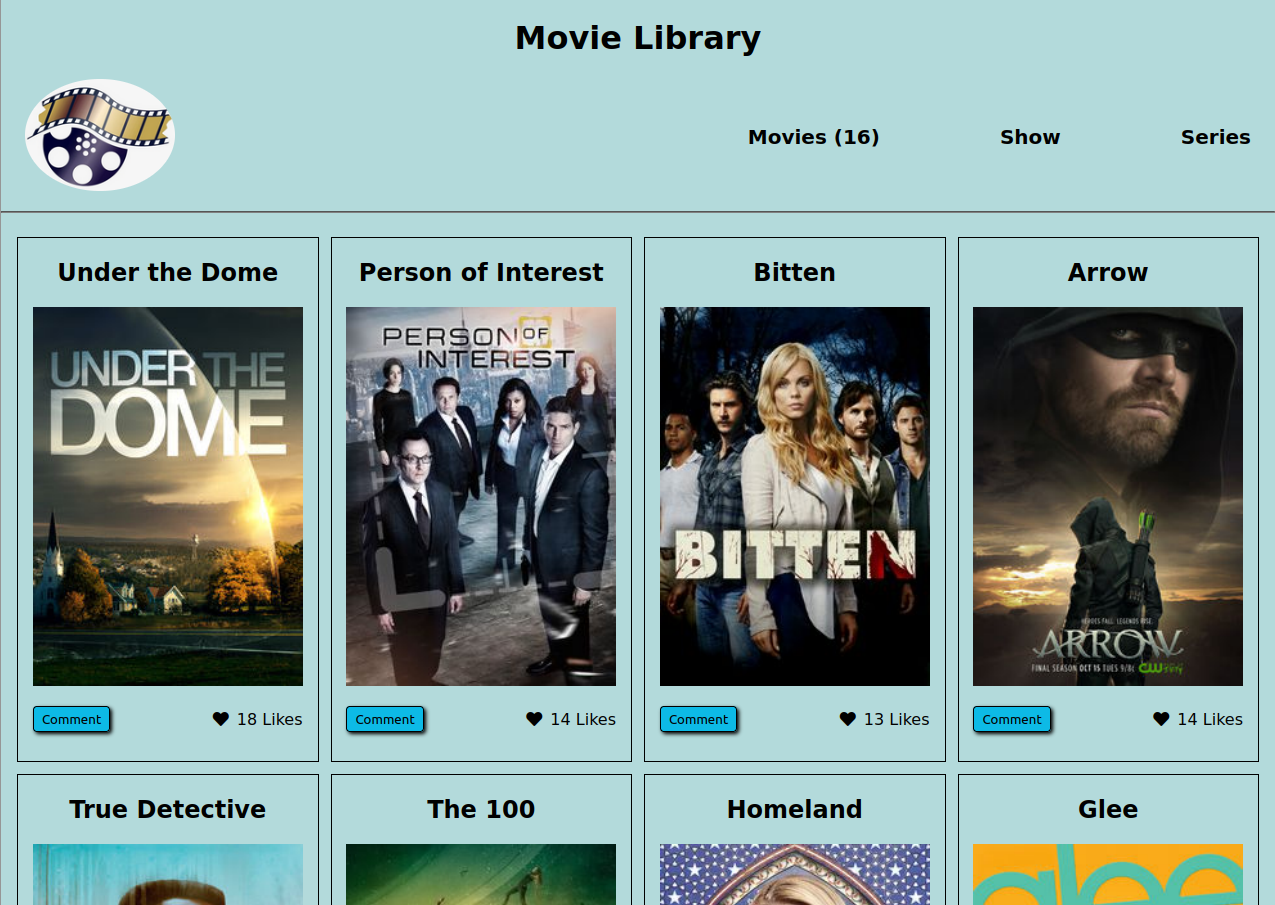 Movie Library
Movies (16) Show Series
Under the Dome
Person of Interest
Bitten
Arrow
UNDER THE
DOME
PERSON OF
INTEREST
BITTEN
HEROES FALL. LEGENDS RISE.
ARROW
FINAL SEASON OCT 15 TUES 9/8c CW
Comment 18 Likes
Comment 14 Likes
Comment 13 Likes
Comment 14 Likes
True Detective
The 100
Homeland
Glee
glee